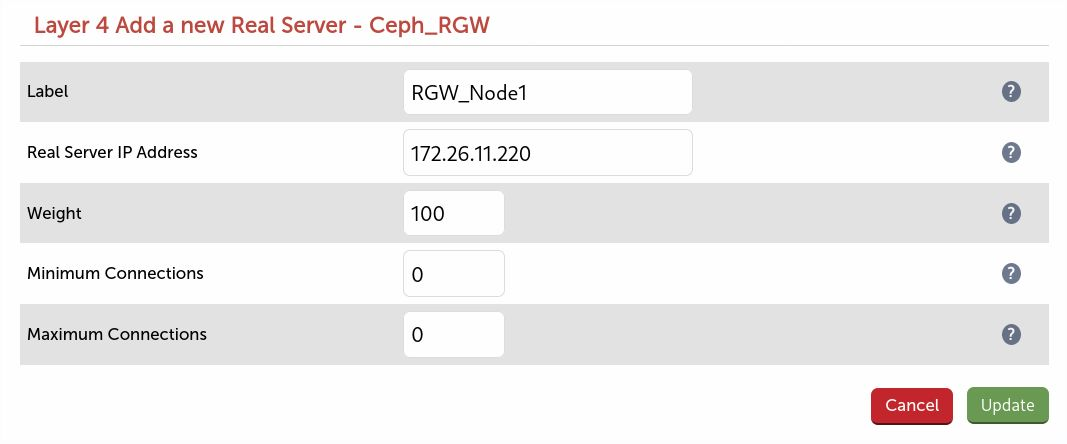 Layer 4 Add a new Real Server - Ceph_RGW
Label RGW_Node1 ?
Real Server IP Address 172.26.11.220 ?
Weight 100 ?
Minimum Connections 0 ?
Maximum Connections 0 ?
Cancel Update